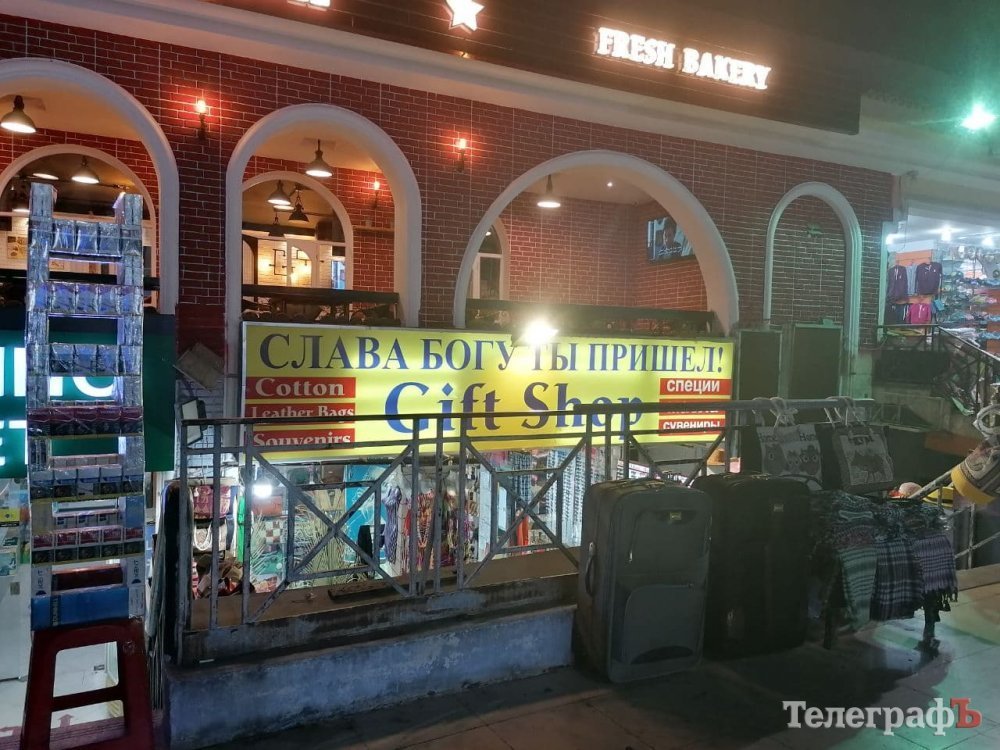 FRESH BAKERY
СЛАВА БОГУ ТЫ ПРИШЕЛ!
Cotton
Leather Bags
Souvenirs
Gift Shop
СПЕЦИИ
СУВЕНИРЫ
ТелеграфЪ